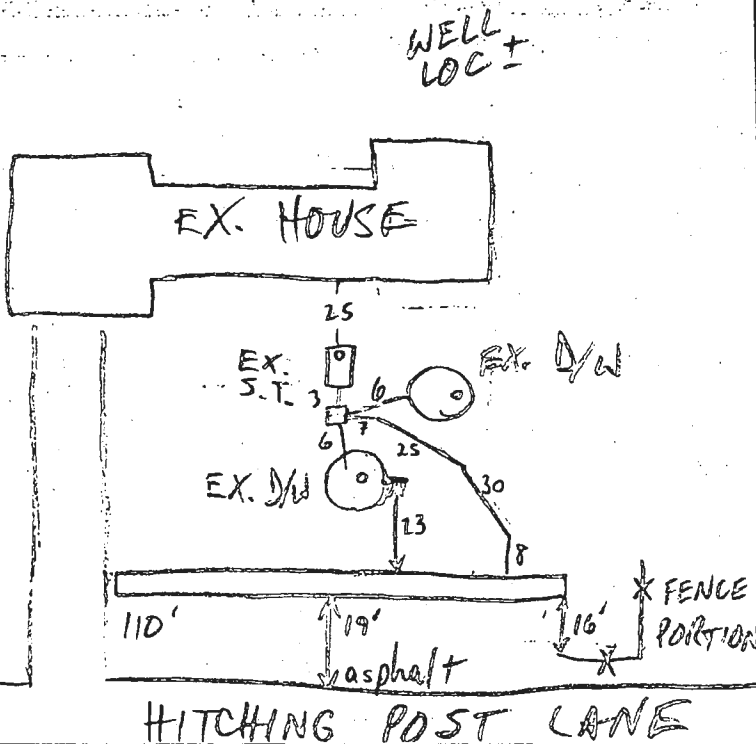 WELL
LOC ±
EX. HOUSE
25
EX.
S.T.
EX. D/W
3
6
7
6
25
EX. D/W
30
23
8
110'
19'
16'
FENCE
PORTION
asphalt
HITCHING POST LANE